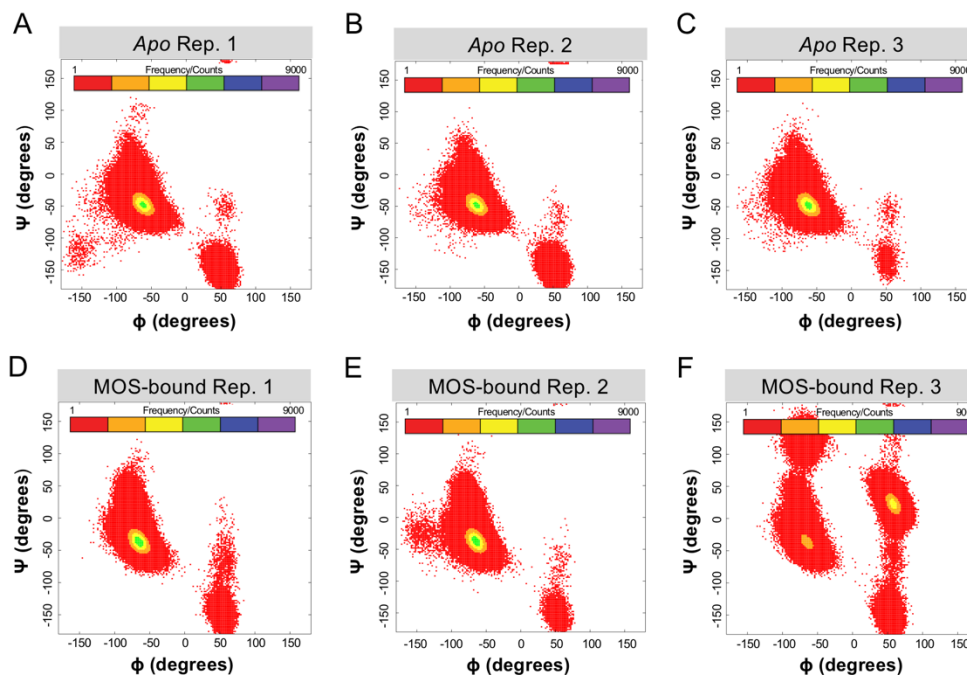 A
Apo Rep. 1
Frequency/Counts
1
9000
Ψ (degrees)
150
100
50
0
-50
-100
-150
-150 -100 -50 0 50 100 150
ϕ (degrees)
B
Apo Rep. 2
Frequency/Counts
1
9000
Ψ (degrees)
150
100
50
0
-50
-100
-150
-150 -100 -50 0 50 100 150
ϕ (degrees)
C
Apo Rep. 3
Frequency/Counts
1
9000
Ψ (degrees)
150
100
50
0
-50
-100
-150
-150 -100 -50 0 50 100 150
ϕ (degrees)
D
MOS-bound Rep. 1
Frequency/Counts
1
9000
Ψ (degrees)
150
100
50
0
-50
-100
-150
-150 -100 -50 0 50 100 150
ϕ (degrees)
E
MOS-bound Rep. 2
Frequency/Counts
1
9000
Ψ (degrees)
150
100
50
0
-50
-100
-150
-150 -100 -50 0 50 100 150
ϕ (degrees)
F
MOS-bound Rep. 3
Frequency/Counts
1
Ψ (degrees)
150
100
50
0
-50
-100
-150
-150 -100 -50 0 50 100 150
ϕ (degrees)